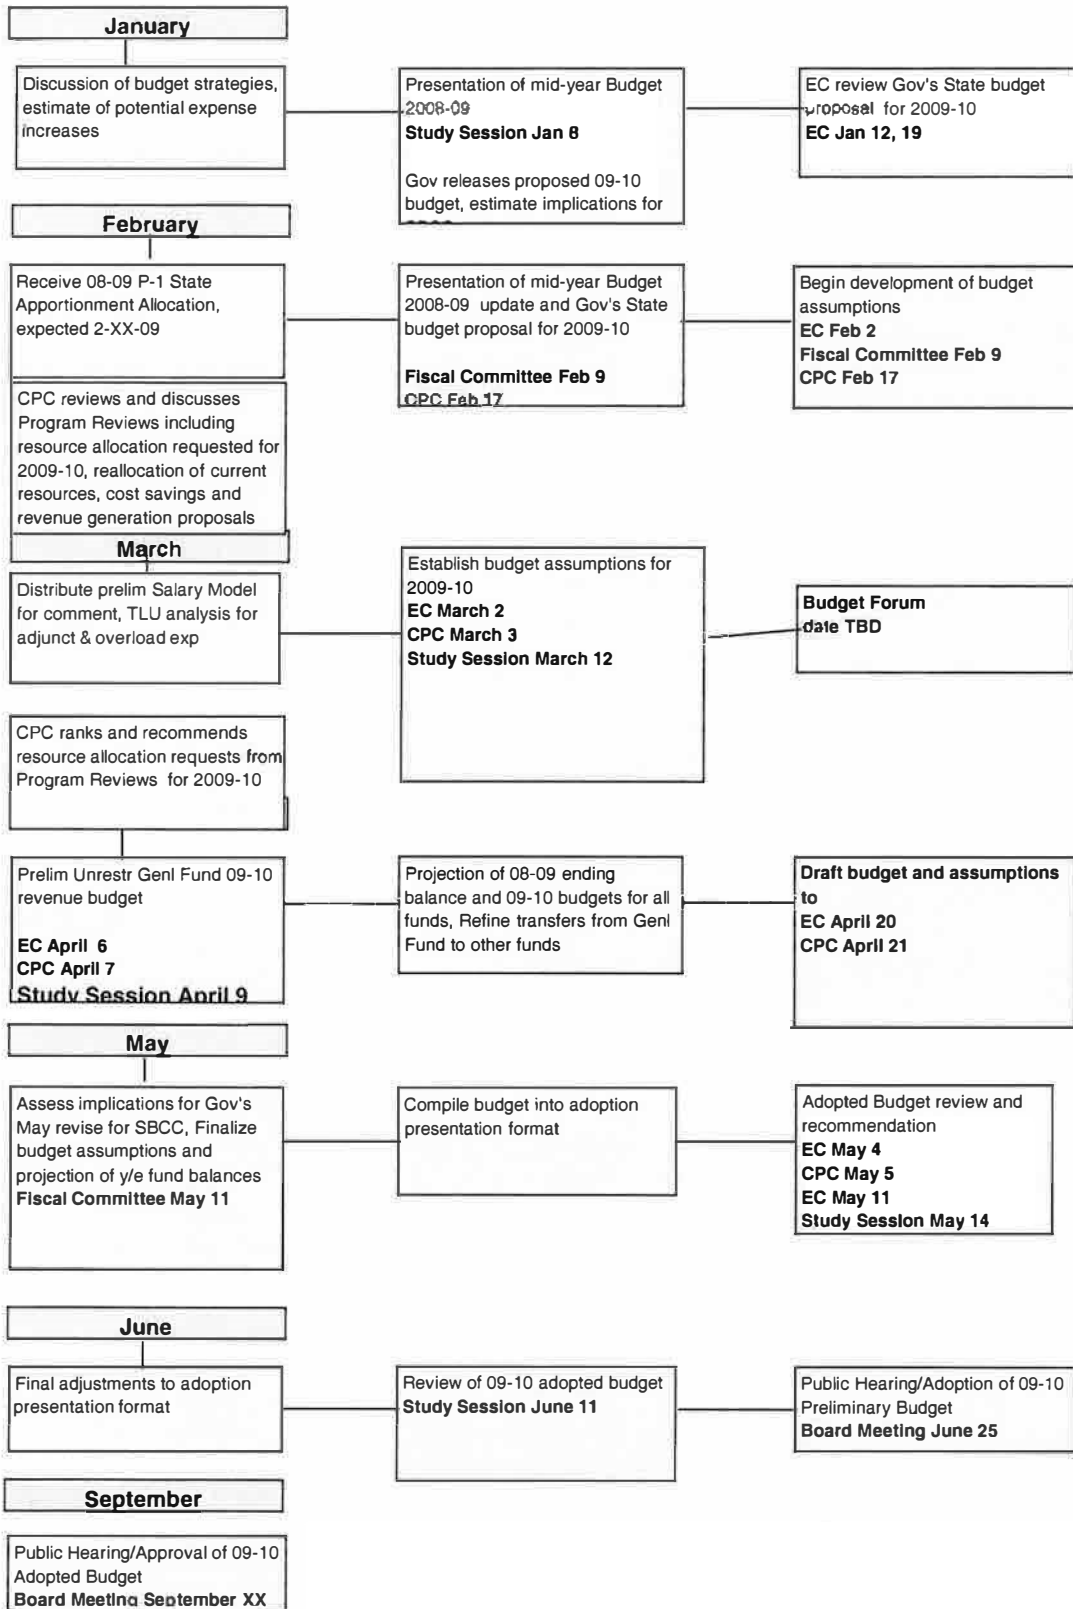 January
Discussion of budget strategies,
estimate of potential expense
increases
Presentation of mid-year Budget
2008-09
Study Session Jan 8
Gov releases proposed 09-10
budget, estimate implications for
EC review Gov's State budget
proposal for 2009-10
EC Jan 12, 19
February
Receive 08-09 P-1 State
Apportionment Allocation,
expected 2-XX-09
Presentation of mid-year Budget
2008-09 update and Gov's State
budget proposal for 2009-10
Fiscal Committee Feb 9
CPC Feb 17
Begin development of budget
assumptions
EC Feb 2
Fiscal Committee Feb 9
CPC Feb 17
CPC reviews and discusses
Program Reviews including
resource allocation requested for
2009-10, reallocation of current
resources, cost savings and
revenue generation proposals
March
Distribute prelim Salary Model
for comment, TLU analysis for
adjunct & overload exp
Establish budget assumptions for
2009-10
EC March 2
CPC March 3
Study Session March 12
Budget Forum
date TBD
CPC ranks and recommends
resource allocation requests from
Program Reviews for 2009-10
Prelim Unrestr Genl Fund 09-10
revenue budget
EC April 6
CPC April 7
Study Session April 9
Projection of 08-09 ending
balance and 09-10 budgets for all
funds, Refine transfers from Genl
Fund to other funds
Draft budget and assumptions
to
EC April 20
CPC April 21
May
Assess implications for Gov's
May revise for SBCC, Finalize
budget assumptions and
projection of y/e fund balances
Fiscal Committee May 11
Compile budget into adoption
presentation format
Adopted Budget review and
recommendation
EC May 4
CPC May 5
EC May 11
Study Session May 14
June
Final adjustments to adoption
presentation format
Review of 09-10 adopted budget
Study Session June 11
Public Hearing/Adoption of 09-10
Preliminary Budget
Board Meeting June 25
September
Public Hearing/Approval of 09-10
Adopted Budget
Board Meeting September XX